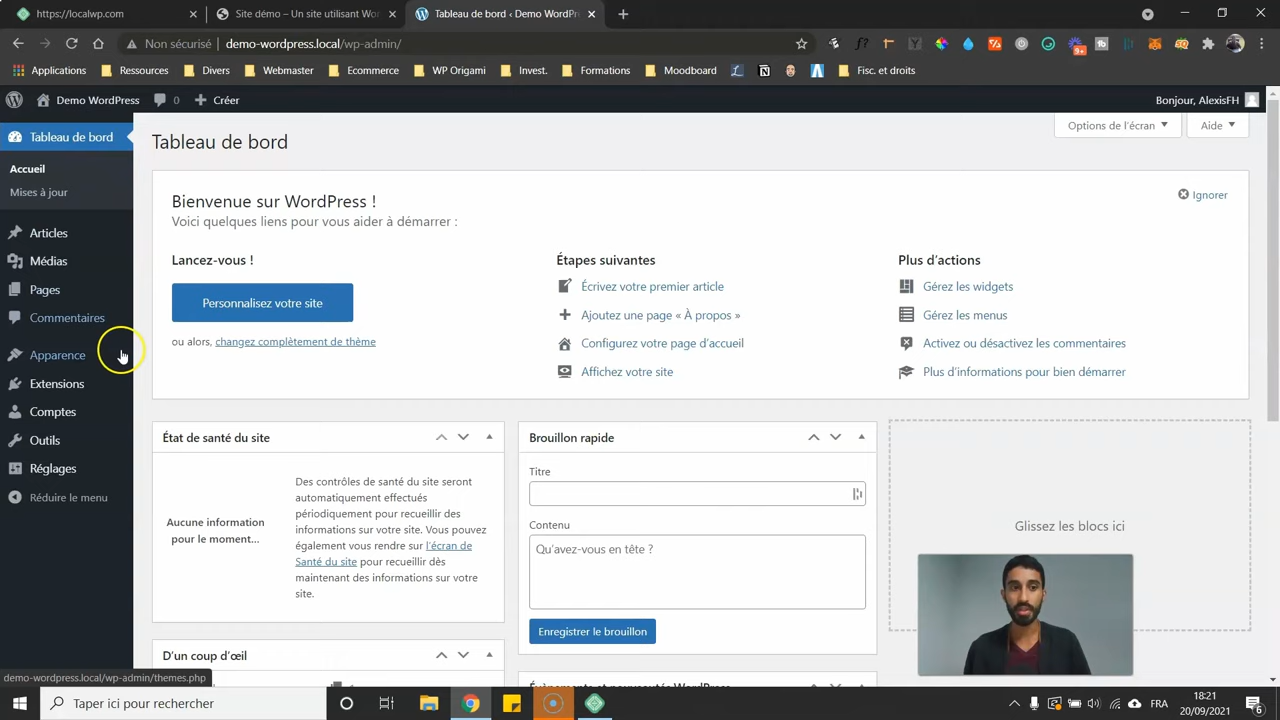 https://localwp.com
Site démo – Un site utilisant Wor
Tableau de bord ‹ Demo WordPr
Non sécurisé
demo-wordpress.local/wp-admin/
9+
Applications
Ressources
Divers
Webmaster
Ecommerce
WP Origami
Invest.
Formations
Moodboard
Fisc. et droits
Demo WordPress
0
Créer
Bonjour, AlexisFH
Tableau de bord
Accueil
Mises à jour
Articles
Médias
Pages
Commentaires
Apparence
Extensions
Comptes
Outils
Réglages
Réduire le menu
Tableau de bord
Options de l'écran
Aide
Bienvenue sur WordPress !
Ignorer
Voici quelques liens pour vous aider à démarrer :
Lancez-vous !
Personnalisez votre site
ou alors, changez complètement de thème
Étapes suivantes
Écrivez votre premier article
Ajoutez une page « À propos »
Configurez votre page d'accueil
Affichez votre site
Plus d'actions
Gérez les widgets
Gérez les menus
Activez ou désactivez les commentaires
Plus d'informations pour bien démarrer
État de santé du site
Aucune information
pour le moment…
Des contrôles de santé du site seront
automatiquement effectués
périodiquement pour recueillir des
informations sur votre site. Vous pouvez
également vous rendre sur l'écran de
Santé du site pour recueillir dès
maintenant des informations sur votre
site.
D'un coup d'œil
Brouillon rapide
Titre
Contenu
Qu'avez-vous en tête ?
Enregistrer le brouillon
Glissez les blocs ici
demo-wordpress.local/wp-admin/themes.php
Taper ici pour rechercher
FRA
18:21
20/09/2021
6